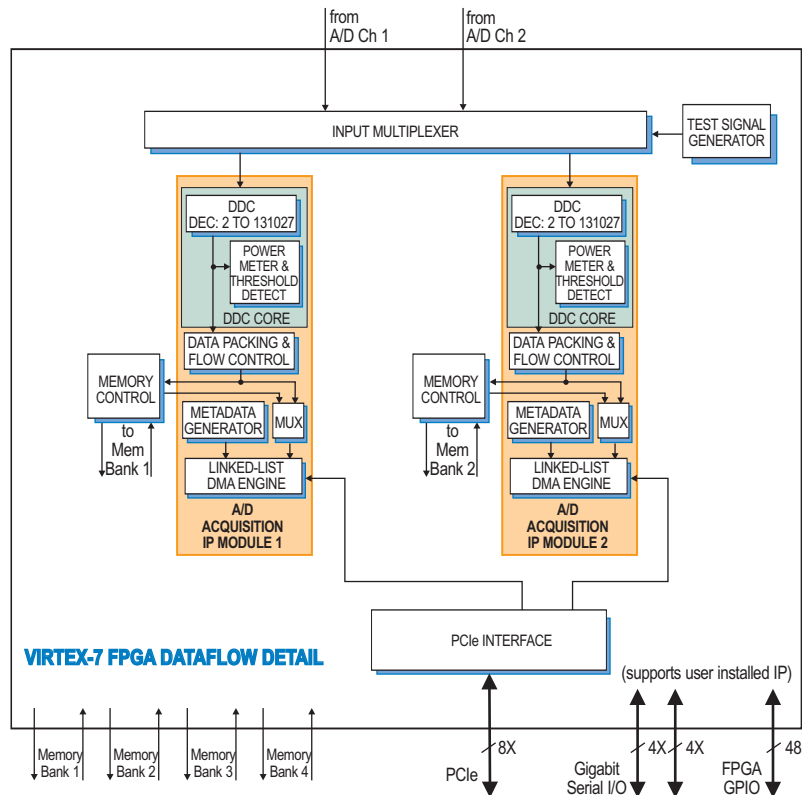 from
A/D Ch 1
from
A/D Ch 2
INPUT MULTIPLEXER
TEST SIGNAL
GENERATOR
DDC
DEC: 2 TO 131027
POWER
METER &
THRESHOLD
DETECT
DDC CORE
DATA PACKING &
FLOW CONTROL
MEMORY
CONTROL
to
Mem
Bank 1
METADATA
GENERATOR
MUX
LINKED-LIST
DMA ENGINE
A/D
ACQUISITION
IP MODULE 1
DDC
DEC: 2 TO 131027
POWER
METER &
THRESHOLD
DETECT
DDC CORE
DATA PACKING &
FLOW CONTROL
MEMORY
CONTROL
to
Mem
Bank 2
METADATA
GENERATOR
MUX
LINKED-LIST
DMA ENGINE
A/D
ACQUISITION
IP MODULE 2
PCIe INTERFACE
VIRTEX-7 FPGA DATAFLOW DETAIL
(supports user installed IP)
Memory
Bank 1
Memory
Bank 2
Memory
Bank 3
Memory
Bank 4
8X
PCIe
4X
4X
Gigabit
Serial I/O
48
FPGA
GPIO